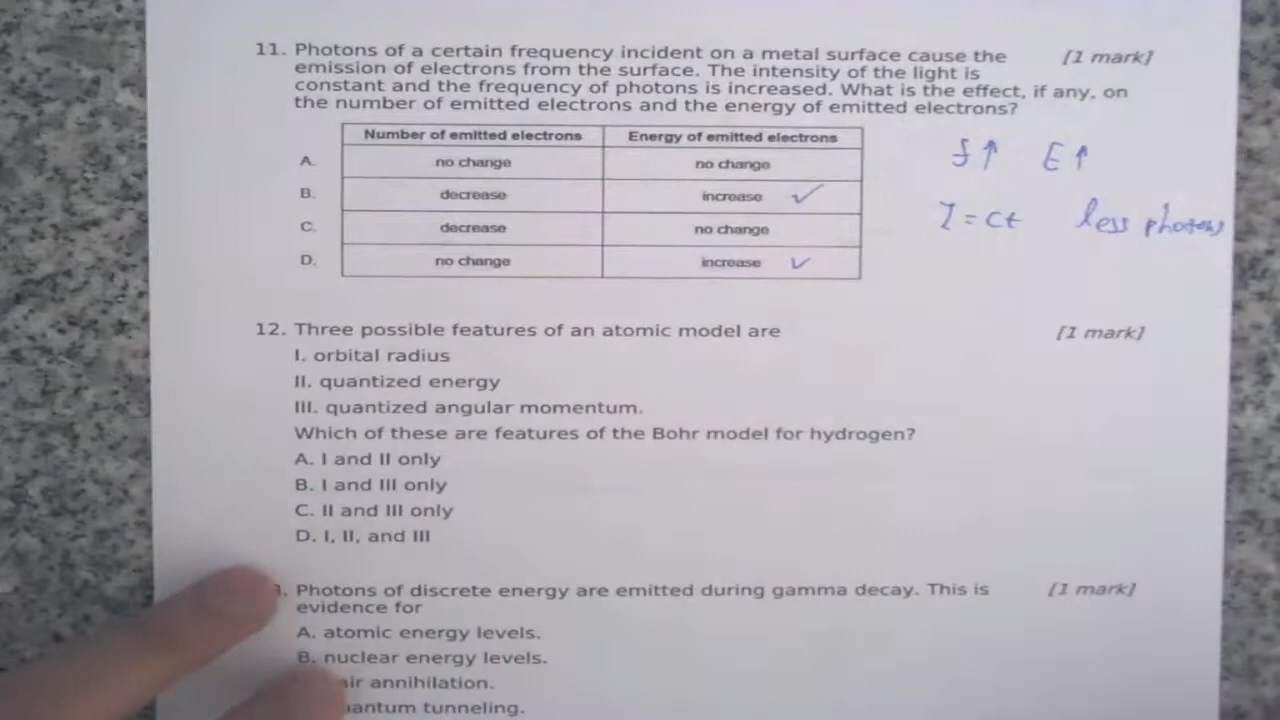 11. Photons of a certain frequency incident on a metal surface cause the [1 mark]
emission of electrons from the surface. The intensity of the light is
constant and the frequency of photons is increased. What is the effect, if any, on
the number of emitted electrons and the energy of emitted electrons?
Number of emitted electrons Energy of emitted electrons
A. no change no change
B. decrease increase ✓
C. decrease no change
D. no change increase ✓
f↑ E↑
I = ct less photons
12. Three possible features of an atomic model are [1 mark]
I. orbital radius
II. quantized energy
III. quantized angular momentum.
Which of these are features of the Bohr model for hydrogen?
A. I and II only
B. I and III only
C. II and III only
D. I, II, and III
Photons of discrete energy are emitted during gamma decay. This is [1 mark]
evidence for
A. atomic energy levels.
B. nuclear energy levels.
annihilation.
tunneling.